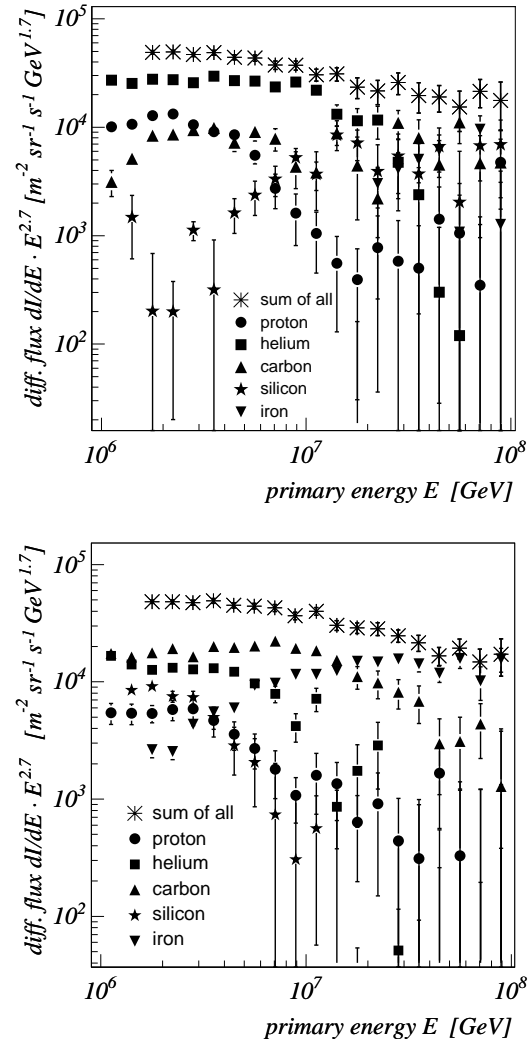 diff. flux dI/dE · E^2.7 [m^-2 sr^-1 s^-1 GeV^1.7]
10^5
10^4
10^3
10^2
sum of all
proton
helium
carbon
silicon
iron
10^6 10^7 10^8
primary energy E [GeV]
diff. flux dI/dE · E^2.7 [m^-2 sr^-1 s^-1 GeV^1.7]
10^5
10^4
10^3
10^2
sum of all
proton
helium
carbon
silicon
iron
10^6 10^7 10^8
primary energy E [GeV]